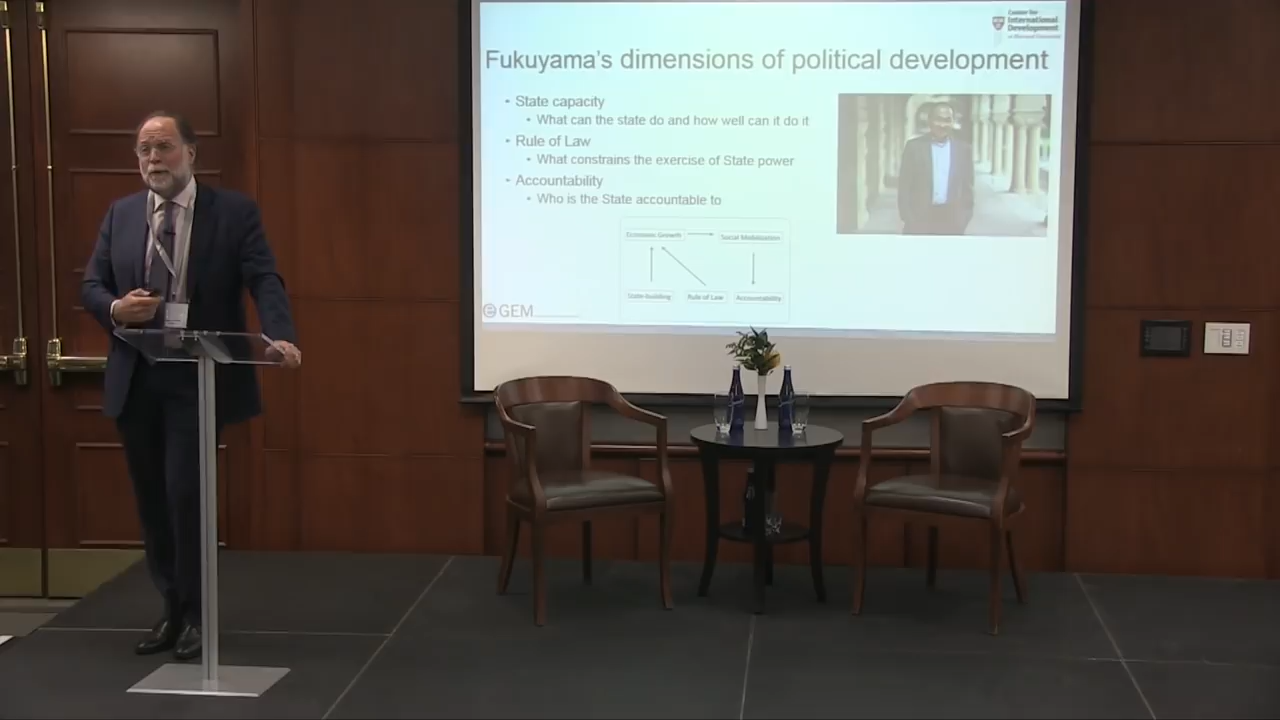 Center for
International
Development
at Harvard University
Fukuyama's dimensions of political development
• State capacity
• What can the state do and how well can it do it
• Rule of Law
• What constrains the exercise of State power
• Accountability
• Who is the State accountable to
Economic Growth
Social Mobilization
State-building
Rule of Law
Accountability
eGEM